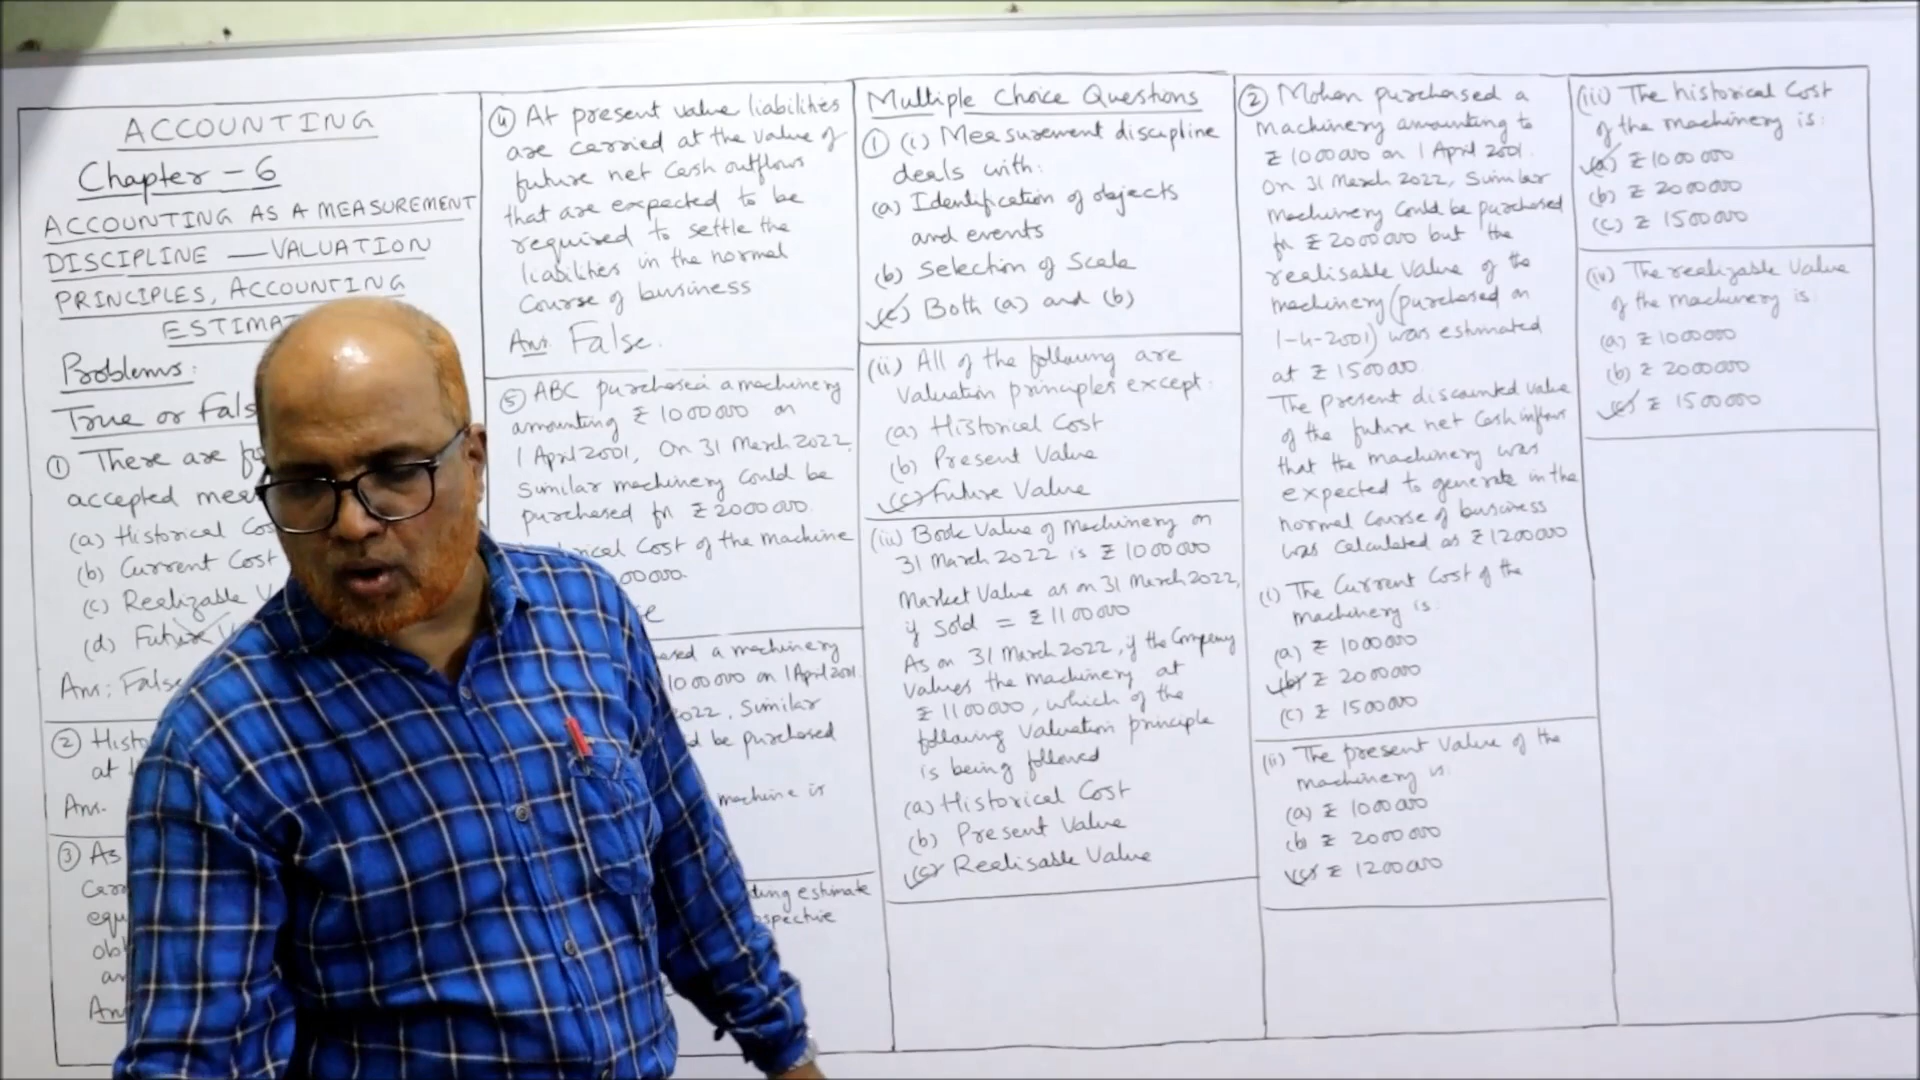 ACCOUNTING
Chapter - 6
ACCOUNTING AS A MEASUREMENT
DISCIPLINE — VALUATION
PRINCIPLES, ACCOUNTING
ESTIMA
Problems:
True or Fals
① There are
accepted mea
(a) Historical Cos
(b) Current Cost
(c) Realizable V
(d) Future V
Ans: False
② Histo
at
Ans.
③ As
Carr
equ
obt
an
An
④ At present value liabilities
are carried at the value of
future net cash outflows
that are expected to be
required to settle the
liabilities in the normal
Course of business
Ans. False.
⑤ ABC purchased a machinery
amounting ₹ 1000000 on
1 April 2001, On 31 March 2022,
Similar machinery could be
purchased for ₹ 2000000.
ical Cost of the machine
00000
e
ased a machinery
1000000 on 1 April 2001
2022, Similar
d be purchased
machine is
ting estimate
spective
Multiple Choice Questions
① (i) Measurement discipline
deals with:
(a) Identification of objects
and events
(b) Selection of Scale
(c) Both (a) and (b)
(ii) All of the following are
Valuation principles except:
(a) Historical Cost
(b) Present Value
(c) Future Value
(iii) Book Value of Machinery on
31 March 2022 is ₹ 1000000
Market Value as on 31 March 2022,
if sold = ₹ 1100000
As on 31 March 2022, if the Company
values the machinery at
₹ 1100000, which of the
following valuation principle
is being followed
(a) Historical Cost
(b) Present Value
(c) Realisable Value
② Mohan purchased a
Machinery amounting to
₹ 1000000 on 1 April 2001.
On 31 March 2022, Similar
machinery could be purchased
for ₹ 2000000 but the
realisable value of the
machinery (purchased on
1-4-2001) was estimated
at ₹ 1500000.
The present discounted value
of the future net cash inflows
that the machinery was
expected to generate in the
normal course of business
was calculated as ₹ 1200000
(i) The Current Cost of the
machinery is:
(a) ₹ 1000000
(b) ₹ 2000000
(c) ₹ 1500000
(ii) The present value of the
machinery is:
(a) ₹ 1000000
(b) ₹ 2000000
(c) ₹ 1200000
(iii) The historical Cost
of the machinery is:
(a) ₹ 1000000
(b) ₹ 2000000
(c) ₹ 1500000
(iv) The realizable value
of the machinery is
(a) ₹ 1000000
(b) ₹ 2000000
(c) ₹ 1500000